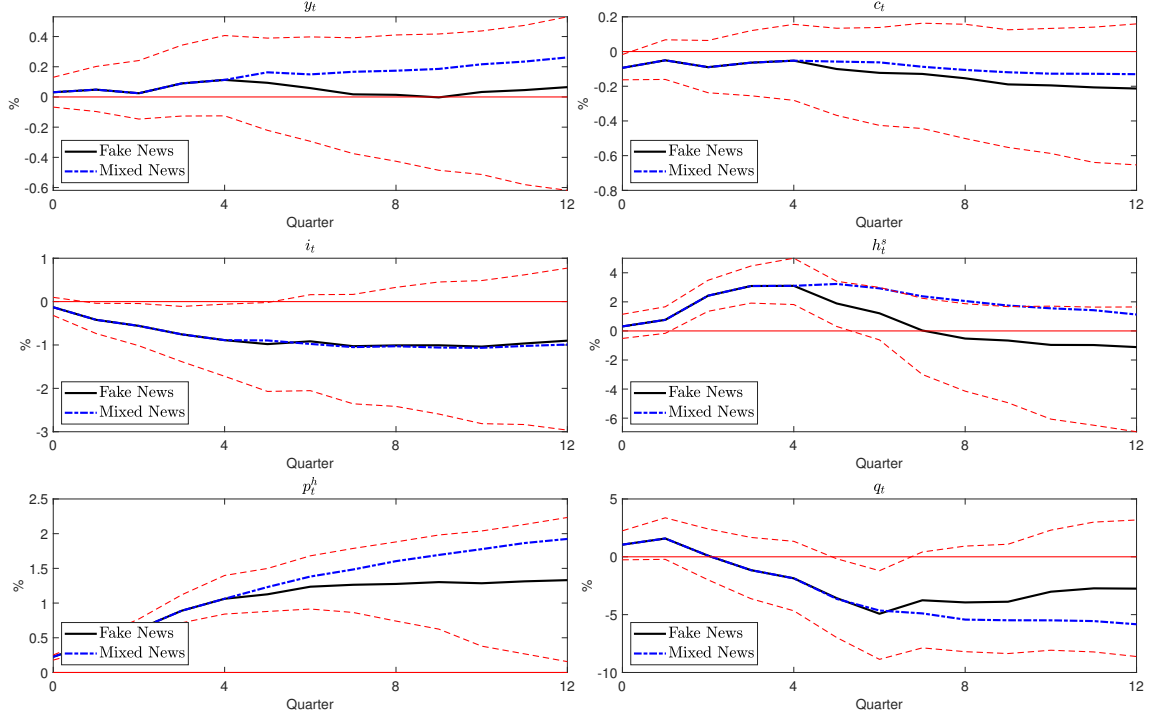 y_t
0.4
0.2
0
-0.2
-0.4
-0.6
%
Fake News
Mixed News
0 4 8 12
Quarter
c_t
0.2
0
-0.2
-0.4
-0.6
-0.8
%
Fake News
Mixed News
0 4 8 12
Quarter
i_t
1
0
-1
-2
-3
%
Fake News
Mixed News
0 4 8 12
Quarter
h_t^s
4
2
0
-2
-4
-6
%
Fake News
Mixed News
0 4 8 12
Quarter
p_t^h
2.5
2
1.5
1
0.5
0
%
Fake News
Mixed News
0 4 8 12
Quarter
q_t
5
0
-5
-10
%
Fake News
Mixed News
0 4 8 12
Quarter